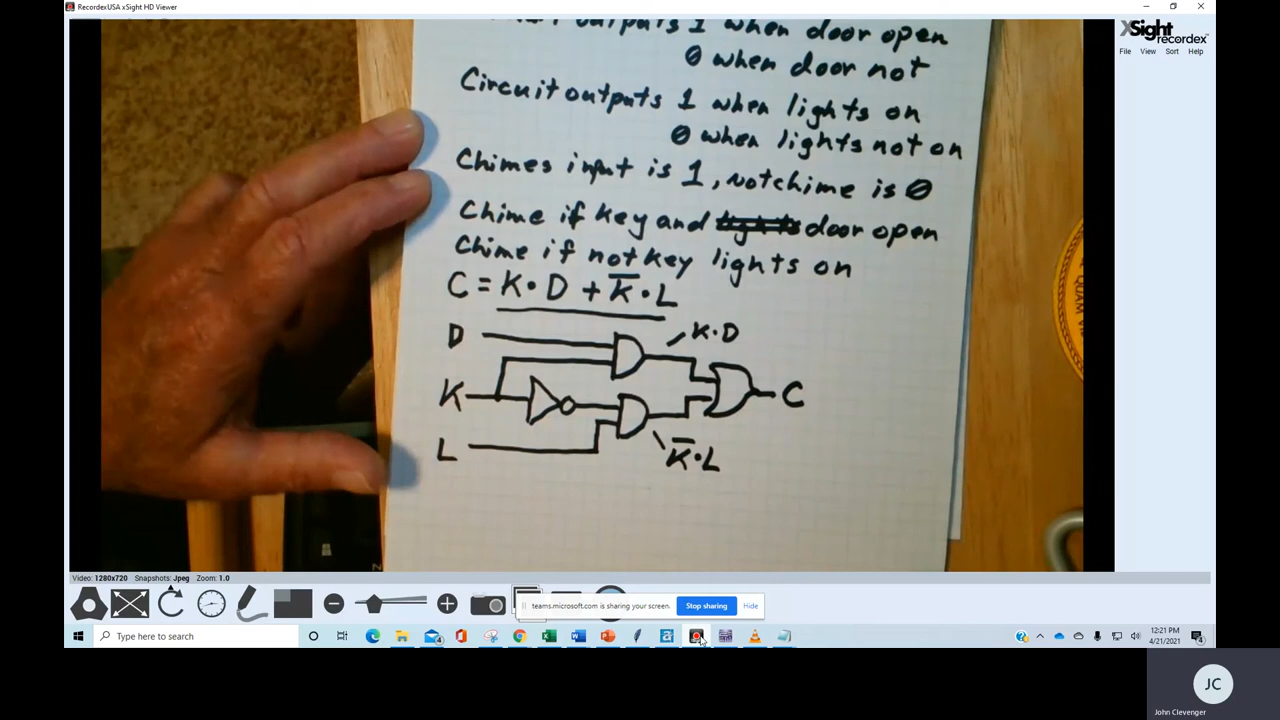 RecordexUSA xSight HD Viewer
xSight
recordex
File View Sort Help
outputs 1 when door open
0 when door not
Circuit outputs 1 when lights on
0 when lights not on
Chimes input is 1, not chime is 0
Chime if key and door open
Chime if not key lights on
C = K·D + K̅·L
D
K·D
K
C
L
K̅·L
Video: 1280x720 Snapshots: Jpeg Zoom: 1.0
teams.microsoft.com is sharing your screen.
Stop sharing
Hide
Type here to search
12:21 PM
4/21/2021
JC
John Clevenger